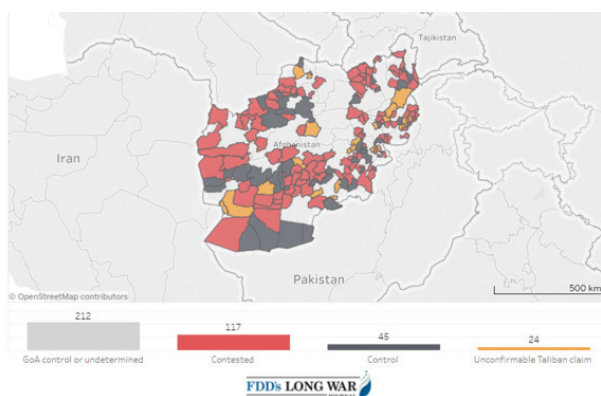 Tajikistan
Iran
Afghanistan
Pakistan
© OpenStreetMap contributors
500 km
212
117
45
24
GoA control or undetermined
Contested
Control
Unconfirmable Taliban claim
FDD's LONG WAR
JOURNAL